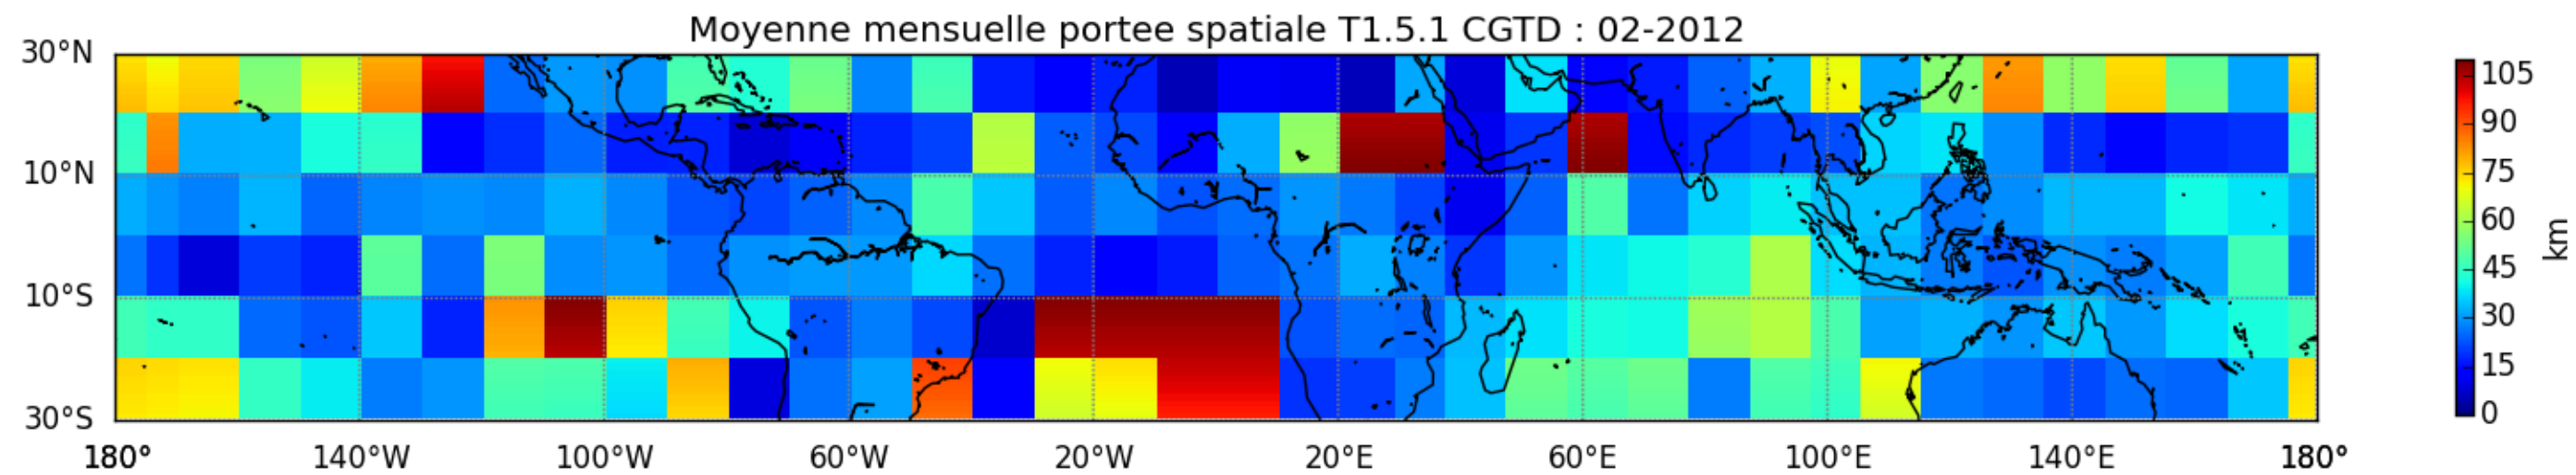 Moyenne mensuelle portee spatiale T1.5.1 CGTD : 02-2012
30°N
10°N
10°S
30°S
180° 140°W 100°W 60°W 20°W 20°E 60°E 100°E 140°E 180°
105
90
75
60
45
30
15
0
km